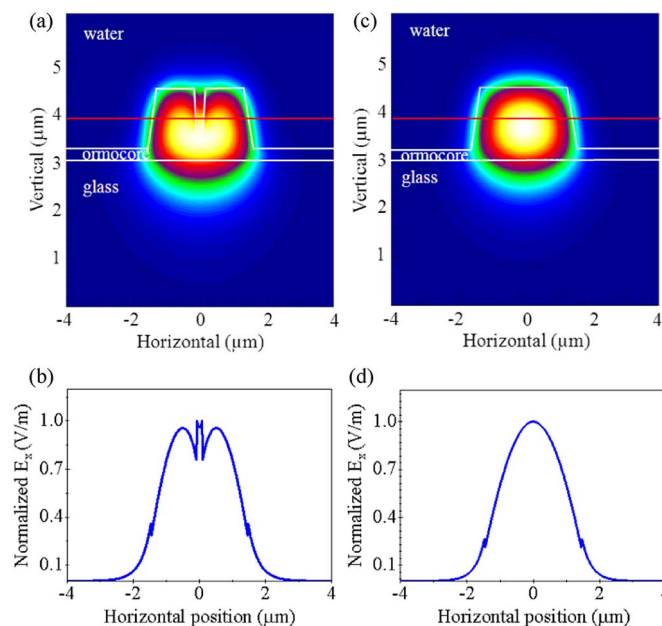 (a)
water
ormocore
glass
Vertical (µm)
5
4
3
2
1
-4
-2
0
2
4
Horizontal (µm)
(c)
water
ormocore
glass
Vertical (µm)
5
4
3
2
1
-4
-2
0
2
4
Horizontal (µm)
(b)
Normalized Eₓ (V/m)
1.0
0.7
0.4
0.1
-4
-2
0
2
4
Horizontal position (µm)
(d)
Normalized Eₓ (V/m)
1.0
0.7
0.4
0.1
-4
-2
0
2
4
Horizontal position (µm)